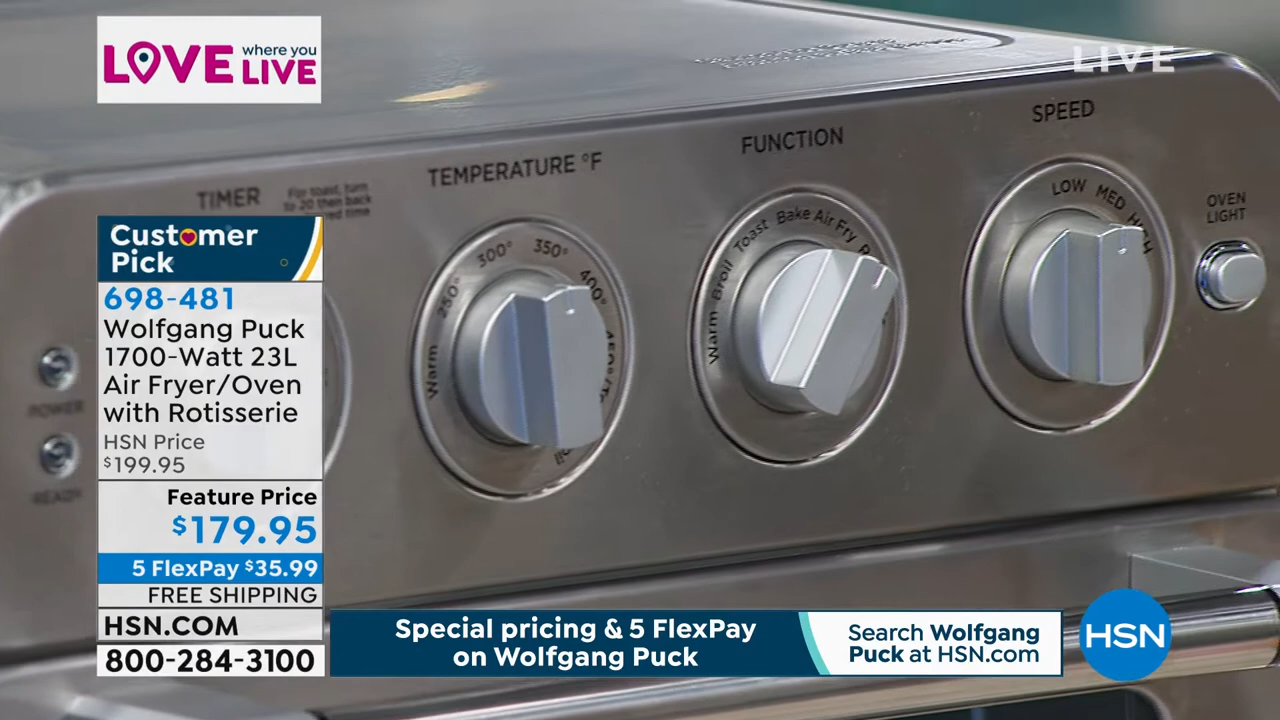 LOVE where you LIVE
LIVE
SPEED
FUNCTION
TEMPERATURE °F
TIMER
For toast, turn
to 20 then back
time
LOW MED HIGH
OVEN
LIGHT
Warm Broil Toast Bake Air Fry
Warm 250° 300° 350° 400°
POWER
READY
Customer
Pick
698-481
Wolfgang Puck
1700-Watt 23L
Air Fryer/Oven
with Rotisserie
HSN Price
$199.95
Feature Price
$179.95
5 FlexPay $35.99
FREE SHIPPING
HSN.COM
800-284-3100
Special pricing & 5 FlexPay
on Wolfgang Puck
Search Wolfgang
Puck at HSN.com
HSN